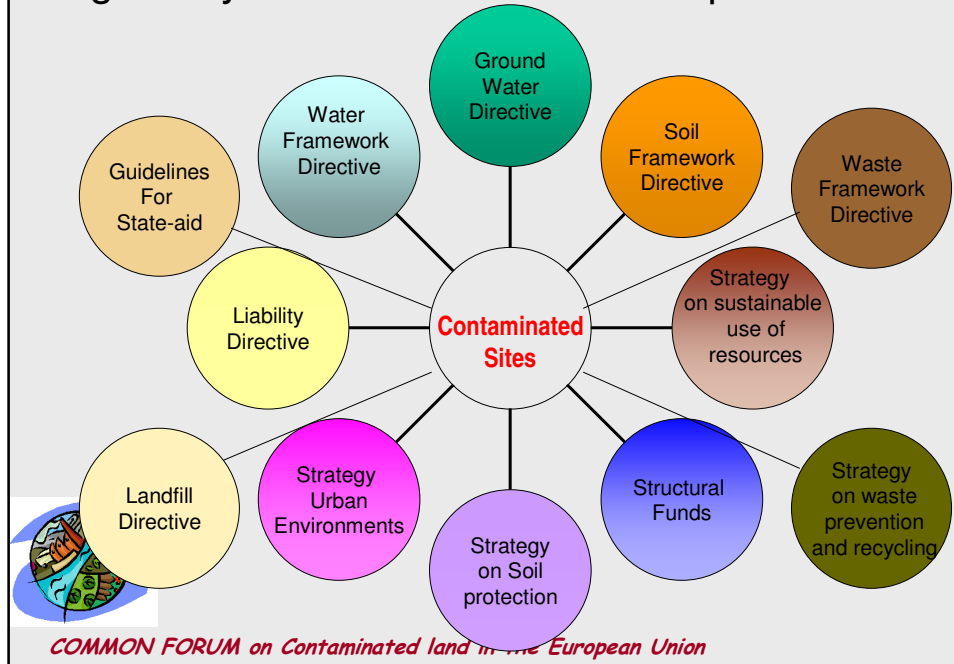 Ground
Water
Directive
Water
Framework
Directive
Soil
Framework
Directive
Guidelines
For
State-aid
Waste
Framework
Directive
Liability
Directive
Contaminated
Sites
Strategy
on sustainable
use of
resources
Landfill
Directive
Strategy
Urban
Environments
Strategy
on Soil
protection
Structural
Funds
Strategy
on waste
prevention
and recycling
COMMON FORUM on Contaminated land in the European Union